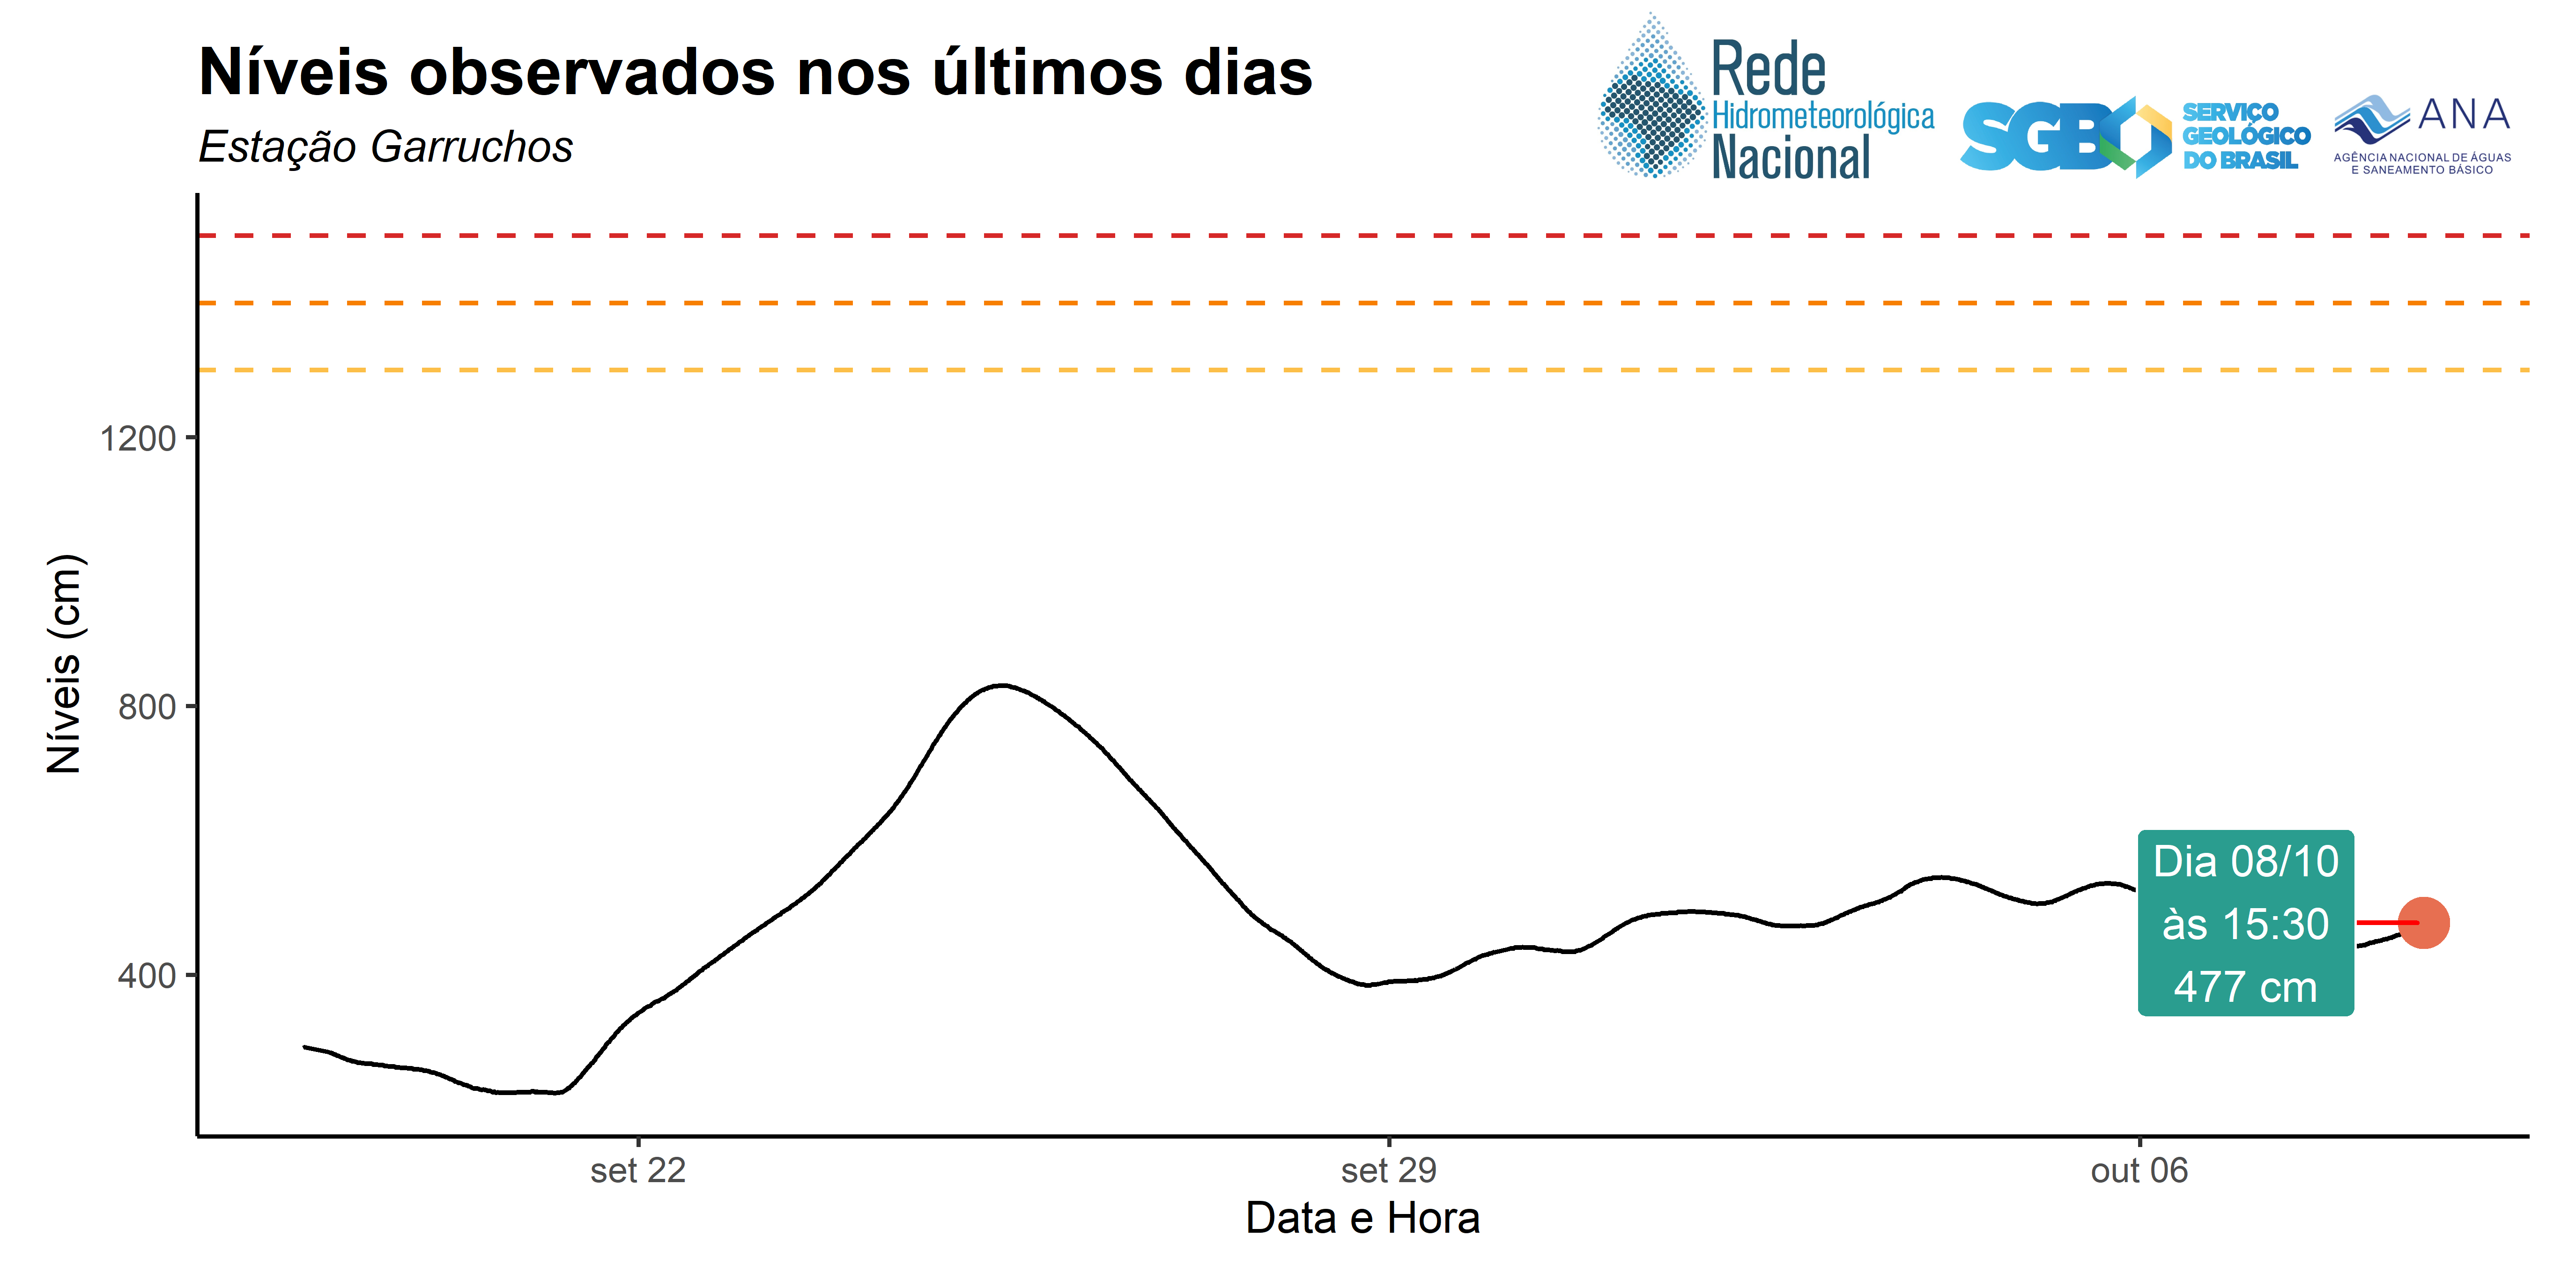 Níveis observados nos últimos dias
Estação Garruchos
Rede
Hidrometeorológica
Nacional
SGB
SERVIÇO
GEOLÓGICO
DO BRASIL
ANA
AGÊNCIA NACIONAL DE ÁGUAS
E SANEAMENTO BÁSICO
Níveis (cm)
1200
800
400
Dia 08/10
às 15:30
477 cm
set 22
set 29
out 06
Data e Hora